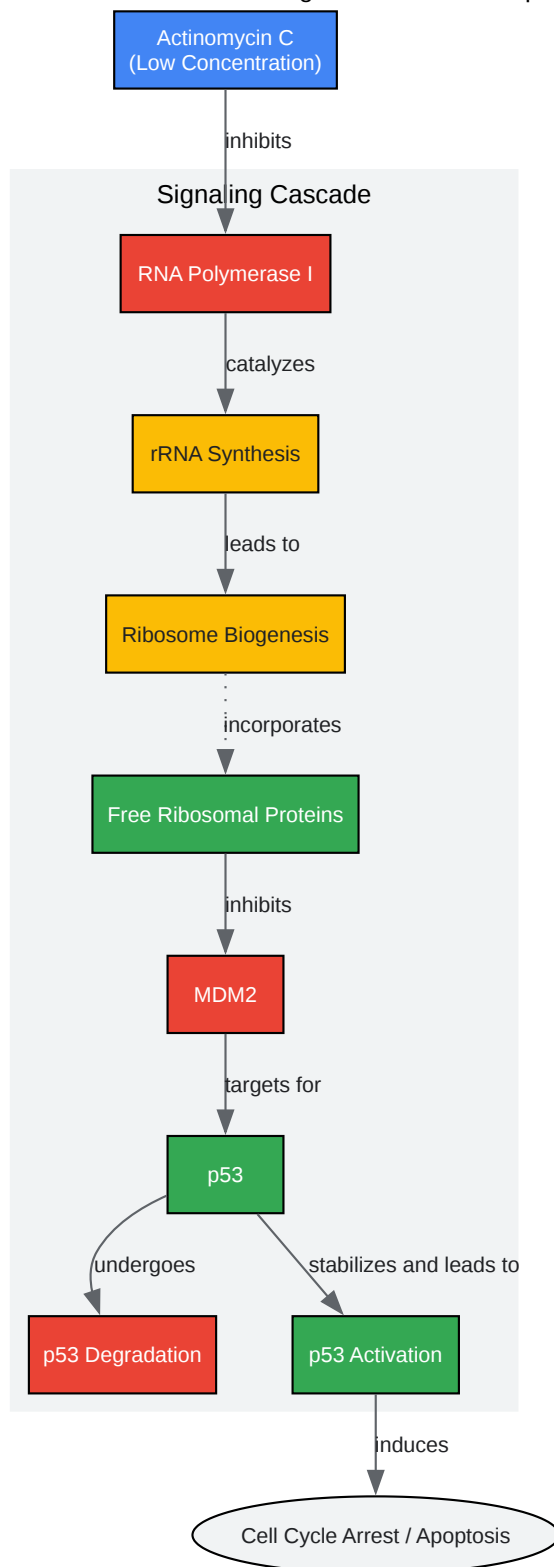 Actinomycin C
(Low Concentration)
inhibits
Signaling Cascade
RNA Polymerase I
catalyzes
rRNA Synthesis
leads to
Ribosome Biogenesis
incorporates
Free Ribosomal Proteins
inhibits
MDM2
targets for
p53
undergoes
stabilizes and leads to
p53 Degradation
p53 Activation
induces
Cell Cycle Arrest / Apoptosis